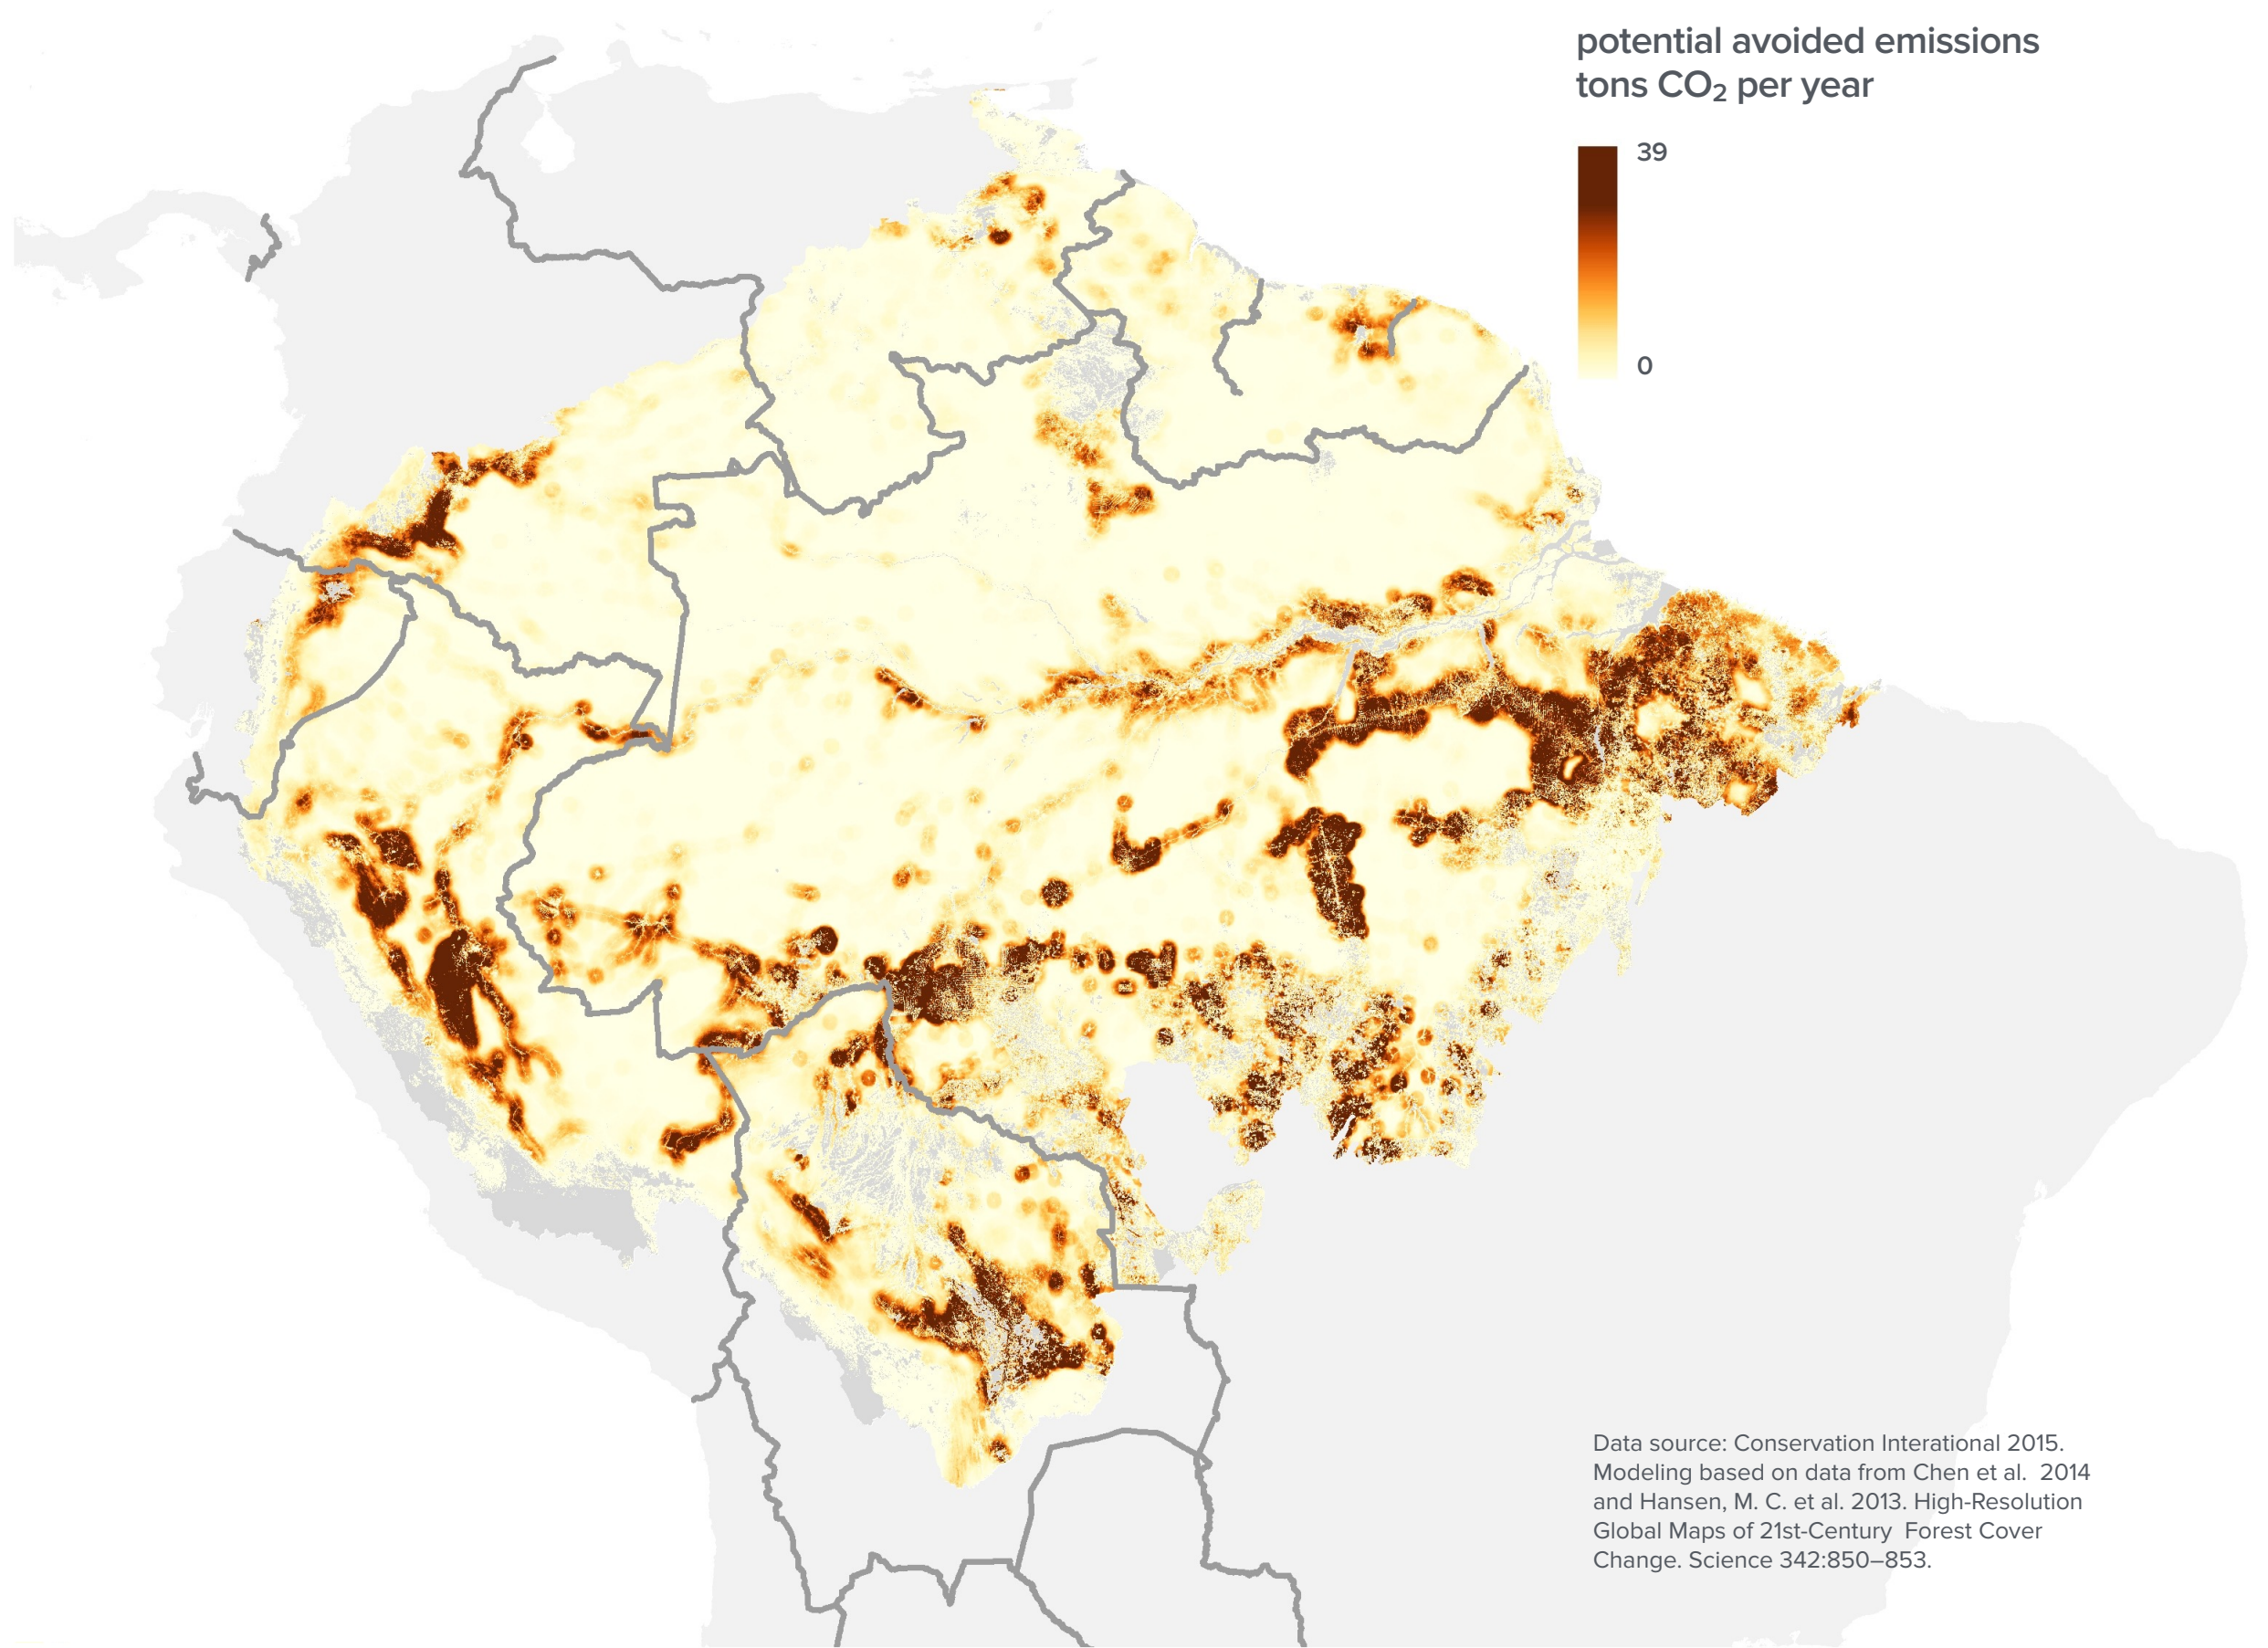 potential avoided emissions
tons CO₂ per year
39
0
Data source: Conservation Interational 2015.
Modeling based on data from Chen et al. 2014
and Hansen, M. C. et al. 2013. High-Resolution
Global Maps of 21st-Century Forest Cover
Change. Science 342:850–853.